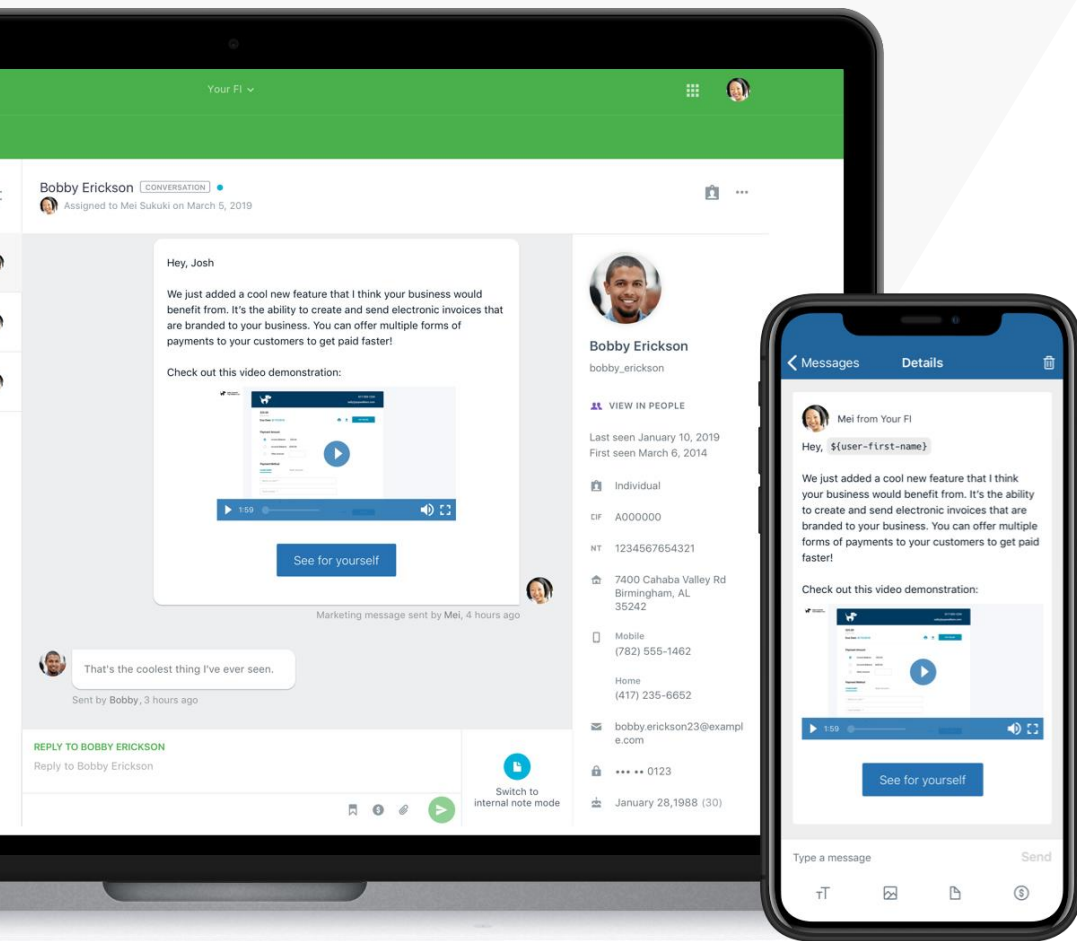 Your FI
Bobby Erickson CONVERSATION
Assigned to Mei Sukuki on March 5, 2019
Hey, Josh
We just added a cool new feature that I think your business would
benefit from. It's the ability to create and send electronic invoices that
are branded to your business. You can offer multiple forms of
payments to your customers to get paid faster!
Check out this video demonstration:
1:59
See for yourself
Marketing message sent by Mei, 4 hours ago
That's the coolest thing I've ever seen.
Sent by Bobby, 3 hours ago
REPLY TO BOBBY ERICKSON
Reply to Bobby Erickson
Switch to
internal note mode
Bobby Erickson
bobby_erickson
VIEW IN PEOPLE
Last seen January 10, 2019
First seen March 6, 2014
Individual
CIF A000000
NT 1234567654321
7400 Cahaba Valley Rd
Birmingham, AL
35242
Mobile
(782) 555-1462
Home
(417) 235-6652
bobby.erickson23@exampl
e.com
••• •• 0123
January 28,1988 (30)
Messages Details
Mei from Your FI
Hey, ${user-first-name}
We just added a cool new feature that I think
your business would benefit from. It's the ability
to create and send electronic invoices that are
branded to your business. You can offer multiple
forms of payments to your customers to get paid
faster!
Check out this video demonstration:
1:59
See for yourself
Type a message Send
TT